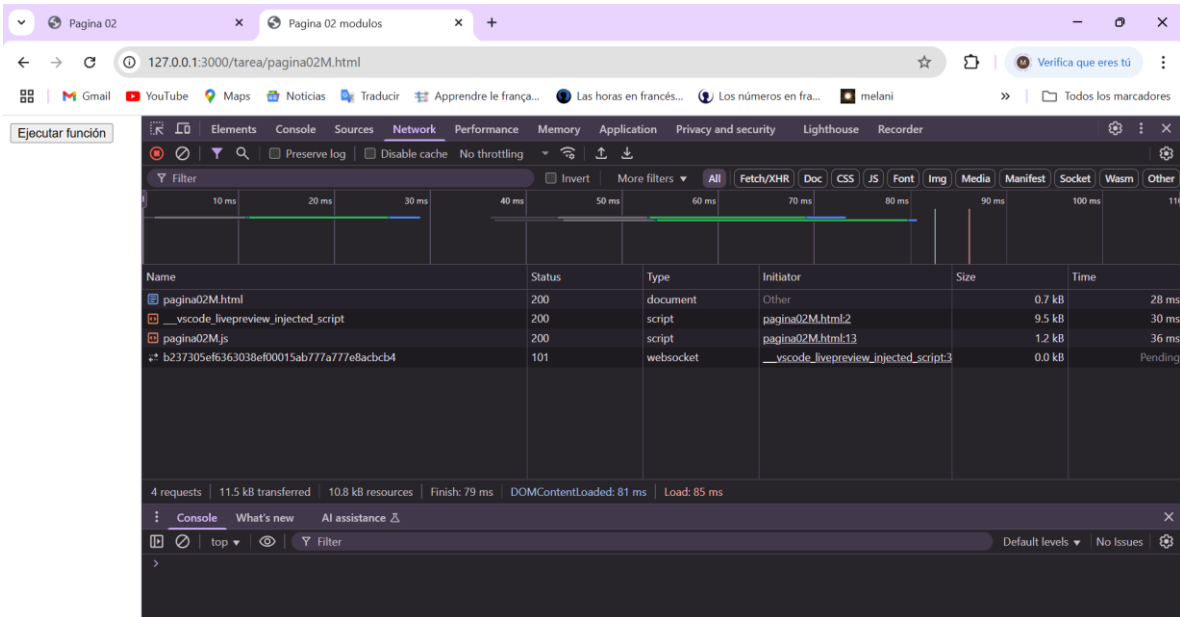 Pagina 02 Pagina 02 modulos
127.0.0.1:3000/tarea/pagina02M.html M Verifica que eres tú
Gmail YouTube Maps Noticias Traducir Apprendre le frança... Las horas en francés... Los números en fra... melani » Todos los marcadores
Ejecutar función Elements Console Sources Network Performance Memory Application Privacy and security Lighthouse Recorder
Preserve log Disable cache No throttling
Filter Invert More filters All Fetch/XHR Doc CSS JS Font Img Media Manifest Socket Wasm Other
10 ms 20 ms 30 ms 40 ms 50 ms 60 ms 70 ms 80 ms 90 ms 100 ms 11
Name Status Type Initiator Size Time
pagina02M.html 200 document Other 0.7 kB 28 ms
__vscode_livepreview_injected_script 200 script pagina02M.html:2 9.5 kB 30 ms
pagina02M.js 200 script pagina02M.html:13 1.2 kB 36 ms
b237305ef6363038ef00015ab777a777e8acbcb4 101 websocket __vscode_livepreview_injected_script:3 0.0 kB Pending
4 requests 11.5 kB transferred 10.8 kB resources Finish: 79 ms DOMContentLoaded: 81 ms Load: 85 ms
Console What's new AI assistance
top Filter Default levels No Issues